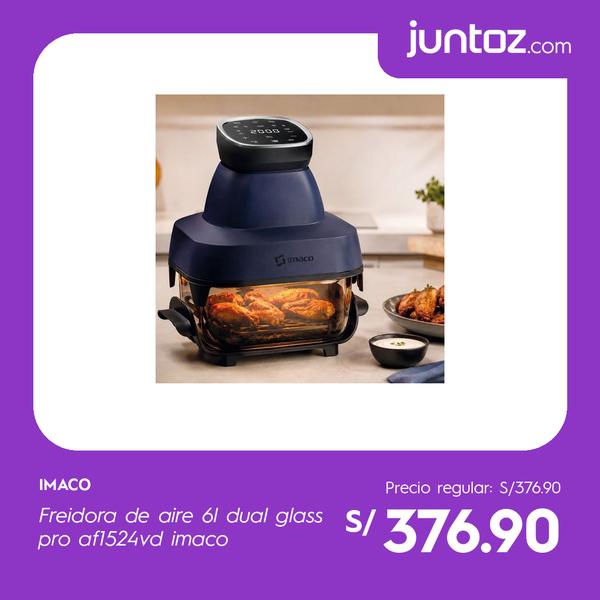 juntoz.com
2000
imaco
IMACO
Freidora de aire 6l dual glass
pro af1524vd imaco
Precio regular: S/376.90
S/ 376.90